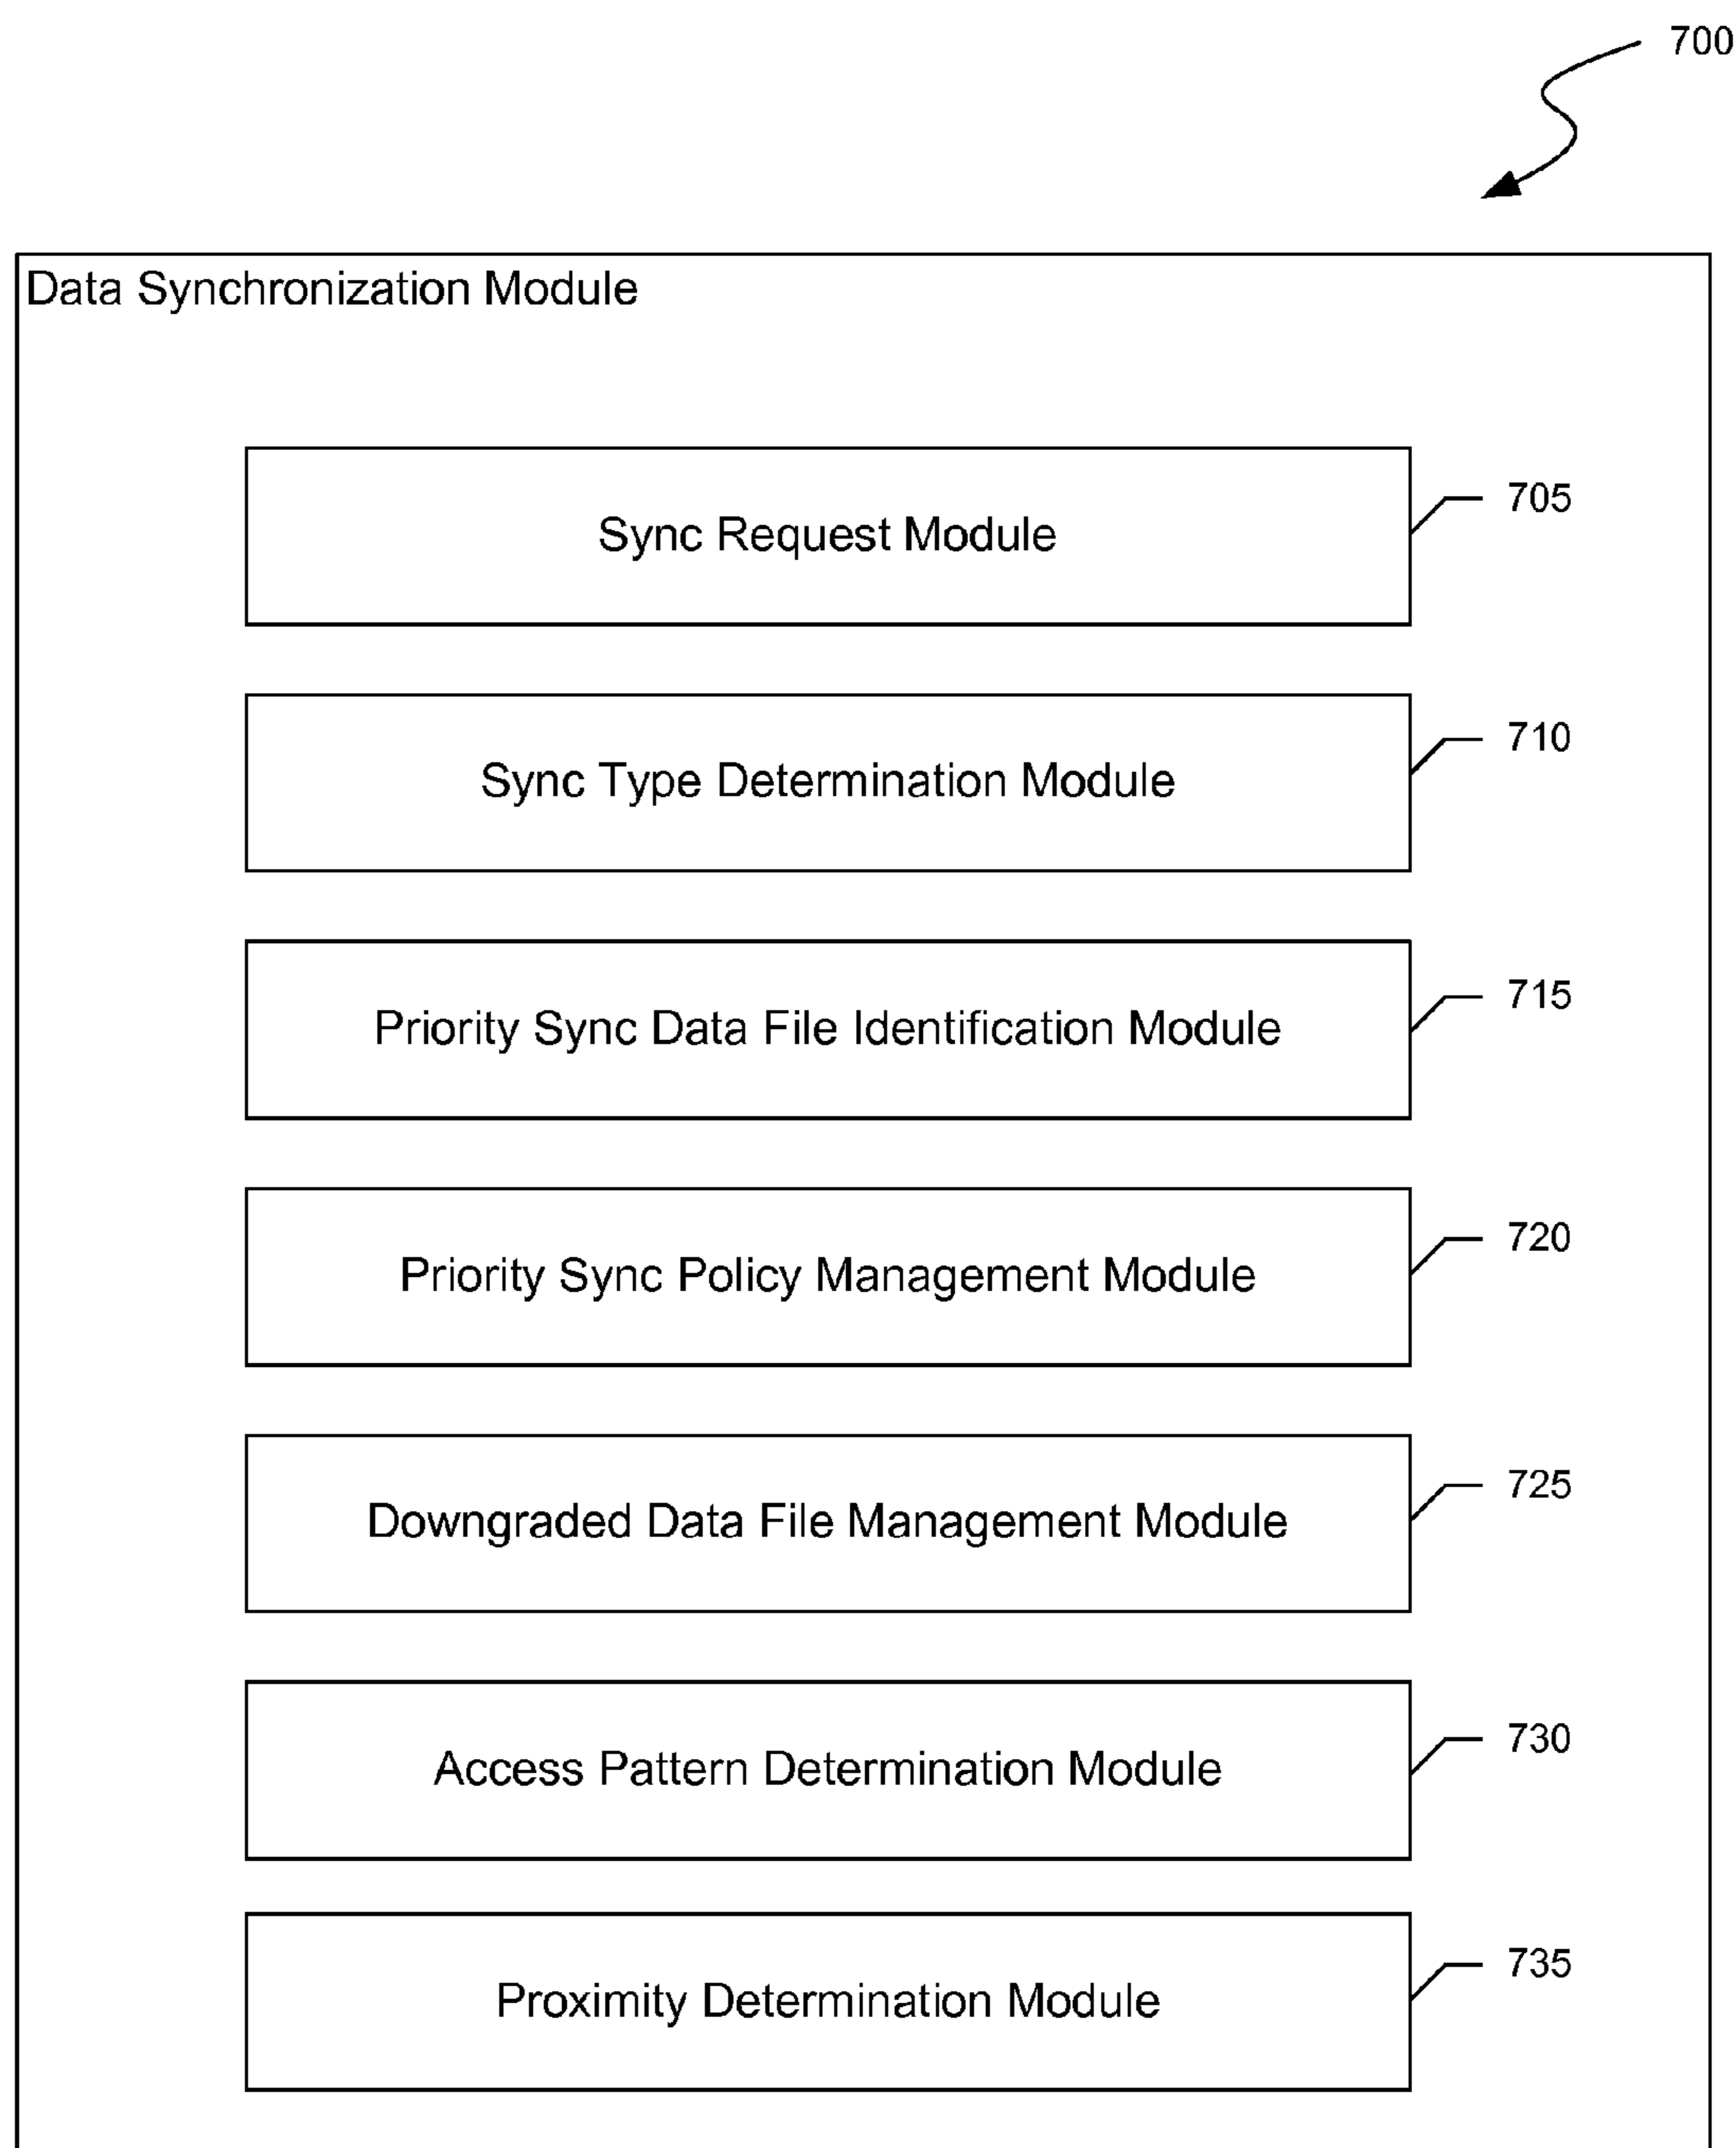 700
Data Synchronization Module
705
Sync Request Module
710
Sync Type Determination Module
715
Priority Sync Data File Identification Module
720
Priority Sync Policy Management Module
725
Downgraded Data File Management Module
730
Access Pattern Determination Module
735
Proximity Determination Module